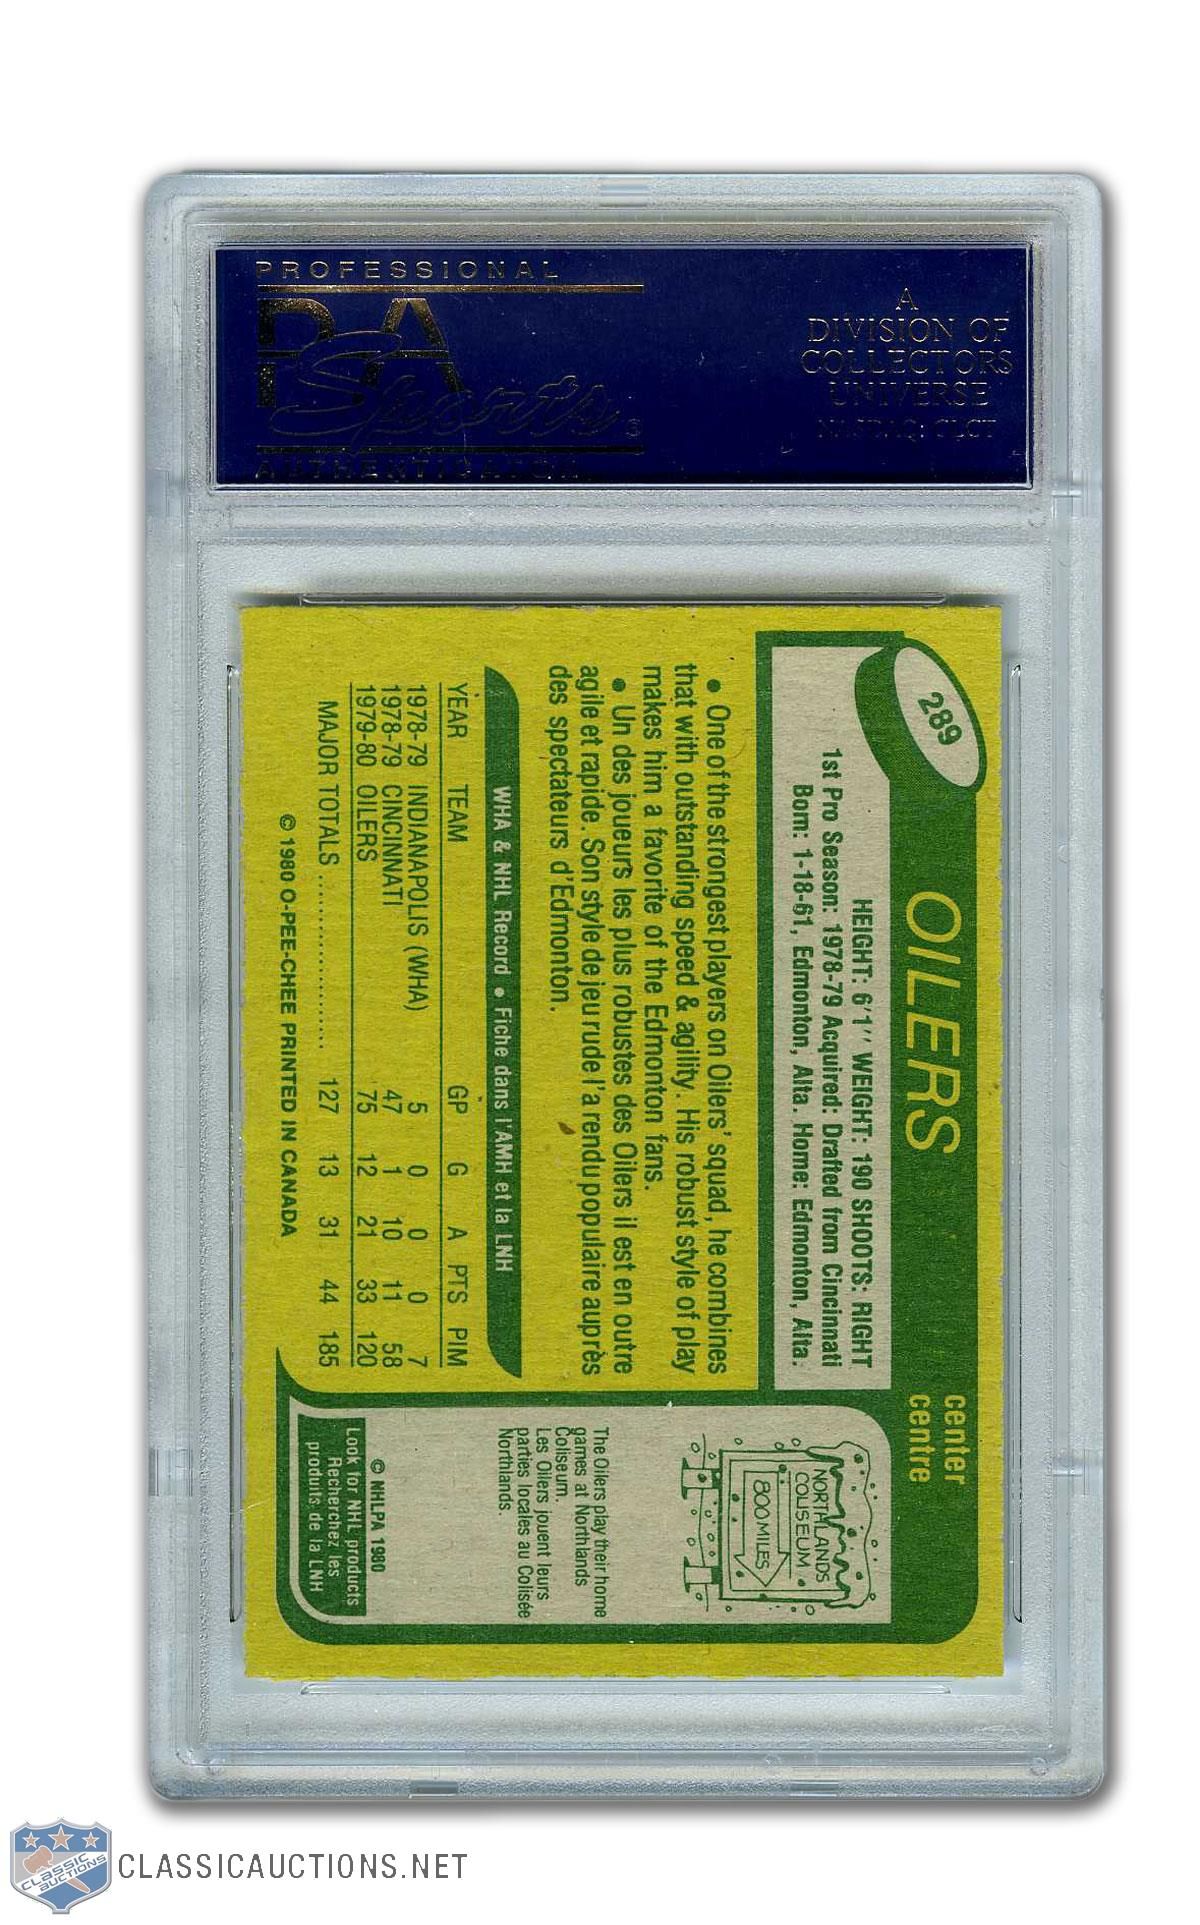 PROFESSIONAL
PSA
Sports®
AUTHENTICATOR
A
DIVISION OF
COLLECTORS
UNIVERSE
NASDAQ: CLCT
289
OILERS
center
centre
HEIGHT: 6'1" WEIGHT: 190 SHOOTS: RIGHT
1st Pro Season: 1978-79 Acquired: Drafted from Cincinnati
Born: 1-18-61, Edmonton, Alta. Home: Edmonton, Alta.
• One of the strongest players on Oilers' squad, he combines
that with outstanding speed & agility. His robust style of play
makes him a favorite of the Edmonton fans.
• Un des joueurs les plus robustes des Oilers il est en outre
agile et rapide. Son style de jeu rude l'a rendu populaire auprès
des spectateurs d'Edmonton.
WHA & NHL Record • Fiche dans l'AMH et la LNH
YEAR TEAM GP G A PTS PIM
1978-79 INDIANAPOLIS (WHA) 5 0 0 0 7
1978-79 CINCINNATI 47 1 10 11 58
1979-80 OILERS 75 12 21 33 120
MAJOR TOTALS .................... 127 13 31 44 185
© 1980 O-PEE-CHEE PRINTED IN CANADA
NORTHLANDS
COLISEUM
800 MILES
The Oilers play their home
games at Northlands
Coliseum.
Les Oilers jouent leurs
parties locales au Colisée
Northlands.
© NHLPA 1980
Look for NHL products
Recherchez les
produits de la LNH
CLASSIC
AUCTIONS
CLASSICAUCTIONS.NET